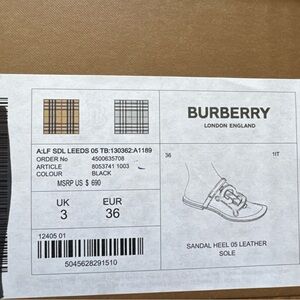 A:LF SDL LEEDS 05 TB:130362:A1189
ORDER No 4500635708
ARTICLE 8053741 1003
COLOUR BLACK
MSRP US $ 690
UK EUR
3 36
12405 01
5045628291510
BURBERRY
LONDON ENGLAND
36 1IT
SANDAL HEEL 05 LEATHER
SOLE